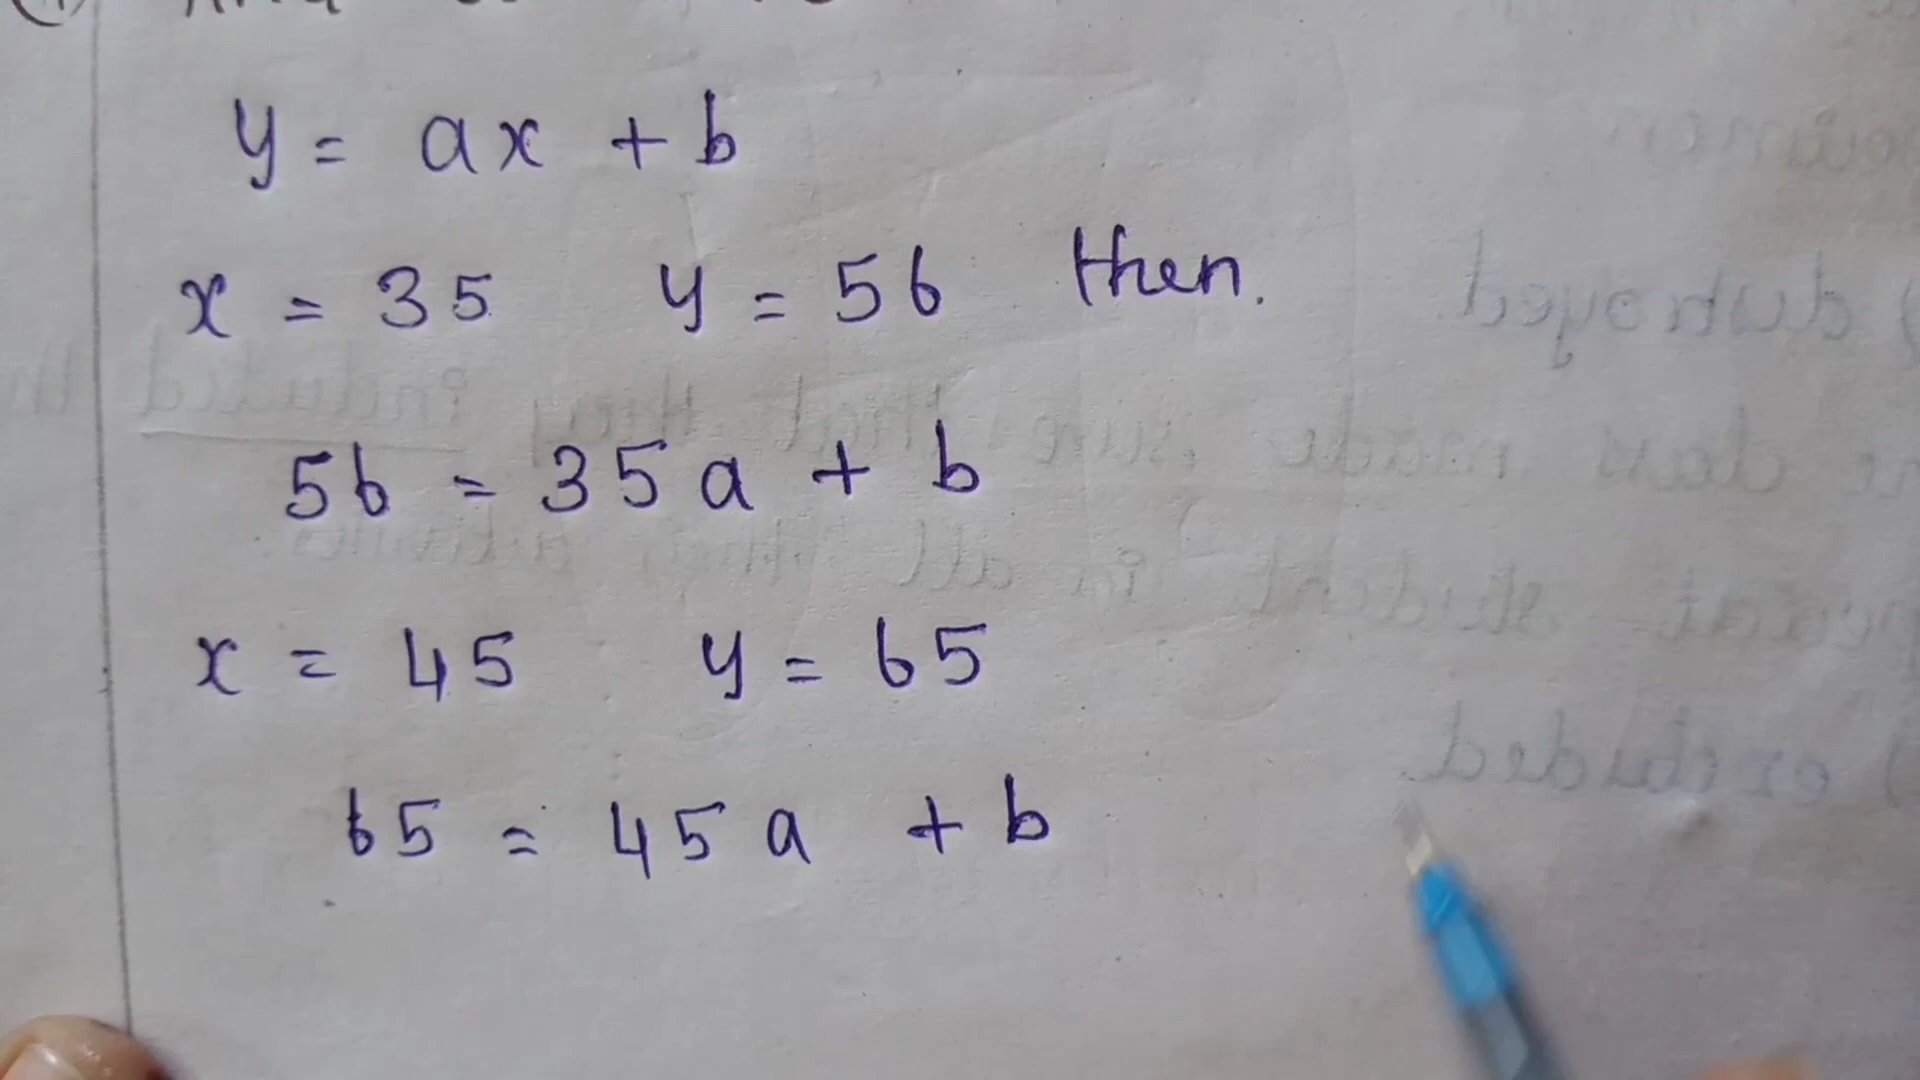 y = ax + b
x = 35 y = 56 then.
56 = 35a + b
x = 45 y = 65
65 = 45a + b